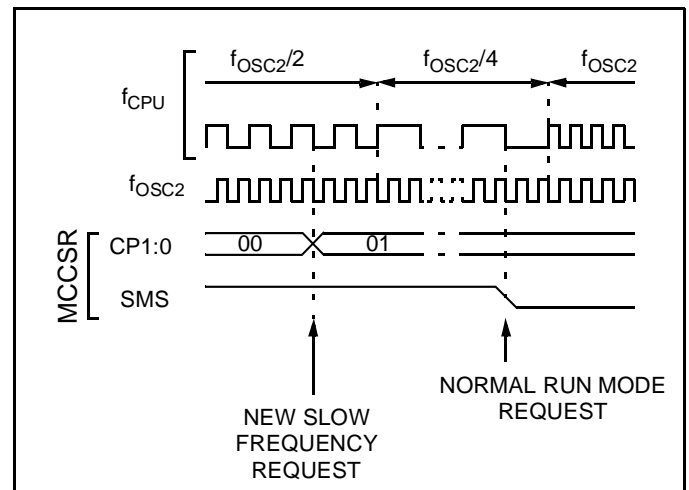 fOSC2/2 fOSC2/4 fOSC2
fCPU
fOSC2
MCCSR
CP1:0 00 01
SMS
NEW SLOW
FREQUENCY
REQUEST
NORMAL RUN MODE
REQUEST